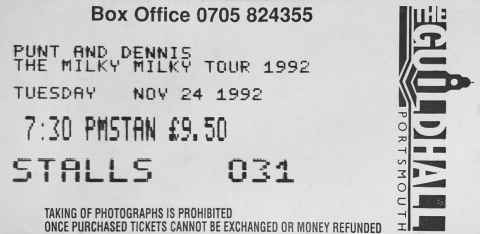 Box Office 0705 824355
PUNT AND DENNIS
THE MILKY MILKY TOUR 1992
TUESDAY NOV 24 1992
7:30 PMSTAN £9.50
STALLS 031
TAKING OF PHOTOGRAPHS IS PROHIBITED
ONCE PURCHASED TICKETS CANNOT BE EXCHANGED OR MONEY REFUNDED
THE GUILDHALL
PORTSMOUTH